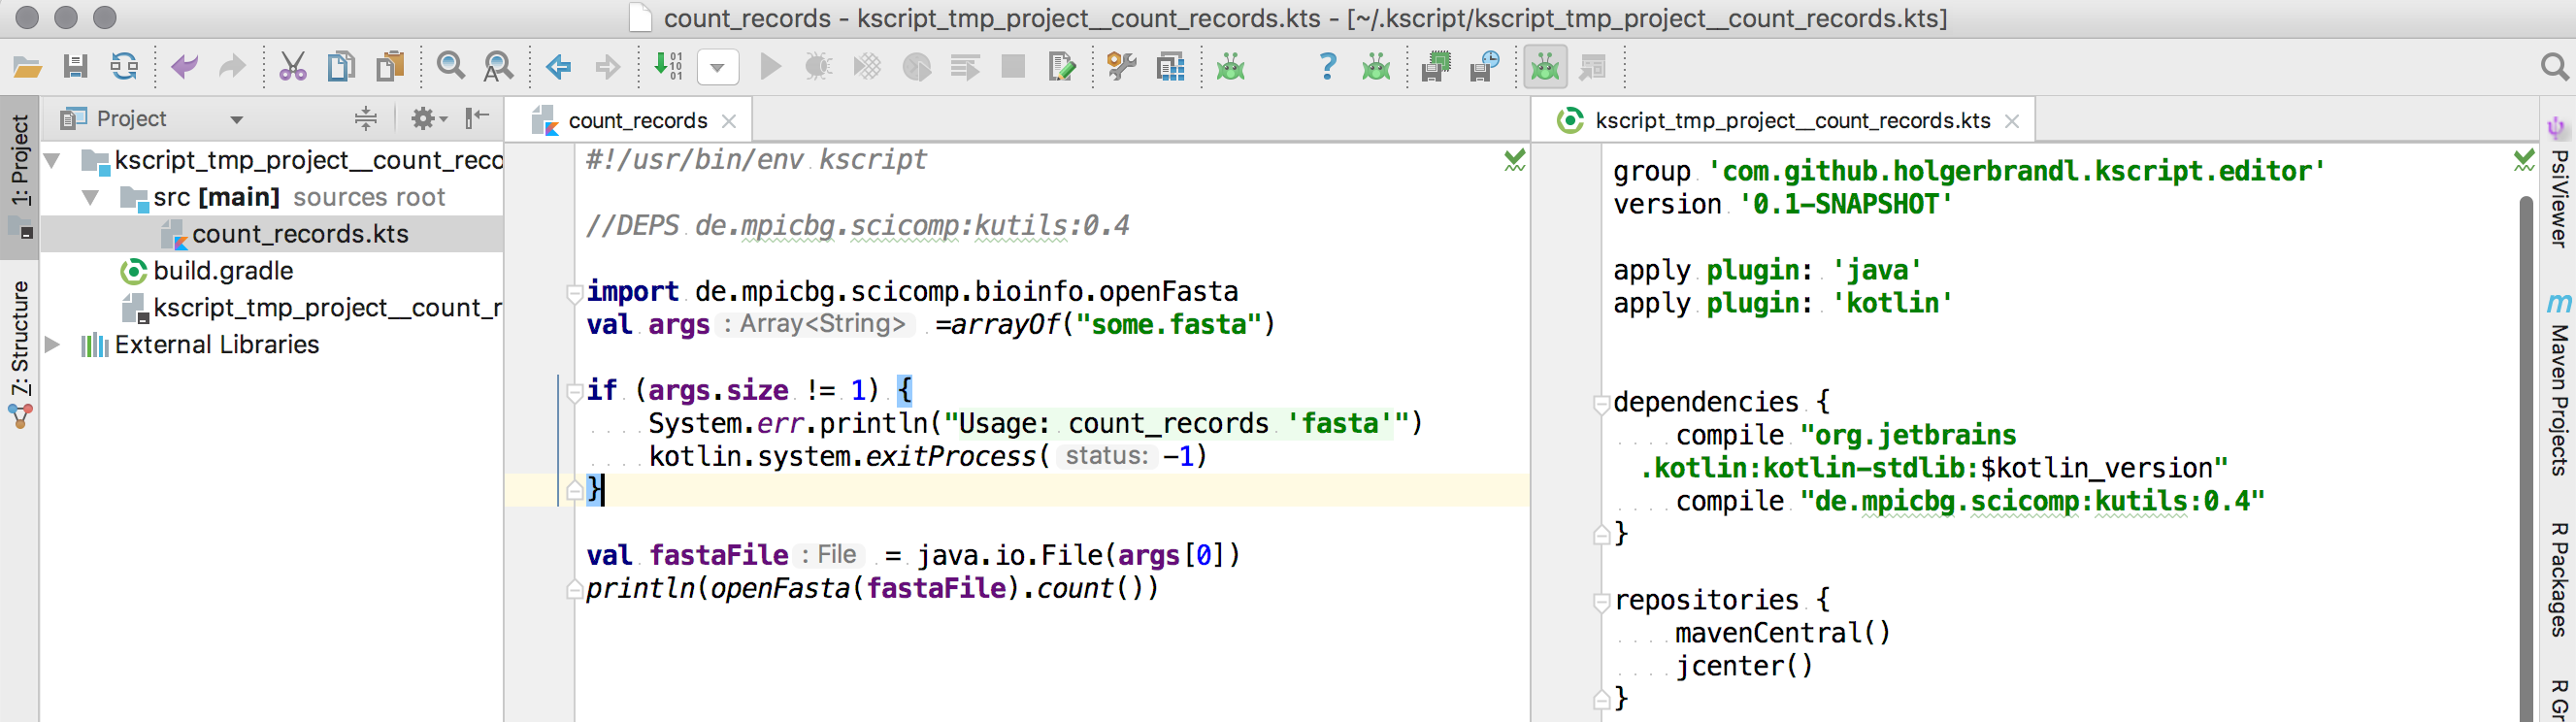 count_records - kscript_tmp_project__count_records.kts - [~/.kscript/kscript_tmp_project__count_records.kts]
1: Project
7: Structure
Project
kscript_tmp_project__count_reco
src [main] sources root
count_records.kts
build.gradle
kscript_tmp_project__count_r
External Libraries
count_records
#!/usr/bin/env kscript
//DEPS de.mpicbg.scicomp:kutils:0.4
import de.mpicbg.scicomp.bioinfo.openFasta
val args : Array<String> =arrayOf("some.fasta")
if (args.size != 1) {
System.err.println("Usage: count_records 'fasta'")
kotlin.system.exitProcess( status: -1)
}
val fastaFile : File = java.io.File(args[0])
println(openFasta(fastaFile).count())
kscript_tmp_project__count_records.kts
group 'com.github.holgerbrandl.kscript.editor'
version '0.1-SNAPSHOT'
apply plugin: 'java'
apply plugin: 'kotlin'
dependencies {
compile "org.jetbrains
.kotlin:kotlin-stdlib:$kotlin_version"
compile "de.mpicbg.scicomp:kutils:0.4"
}
repositories {
mavenCentral()
jcenter()
}
PsiViewer
m Maven Projects
R Packages
R Gr